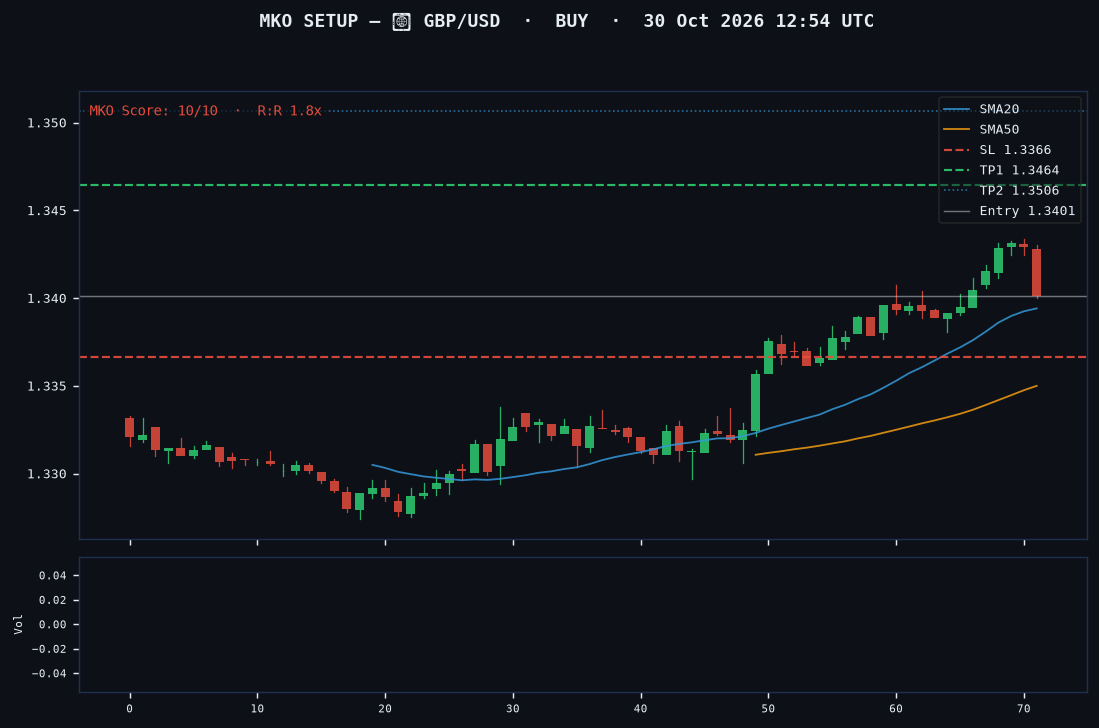 MKO SETUP — GBP/USD · BUY · 30 Oct 2026 12:54 UTC
MKO Score: 10/10 · R:R 1.8x
SMA20
SMA50
SL 1.3366
TP1 1.3464
TP2 1.3506
Entry 1.3401
1.350
1.345
1.340
1.335
1.330
Vol
0.04
0.02
0.00
−0.02
−0.04
0 10 20 30 40 50 60 70